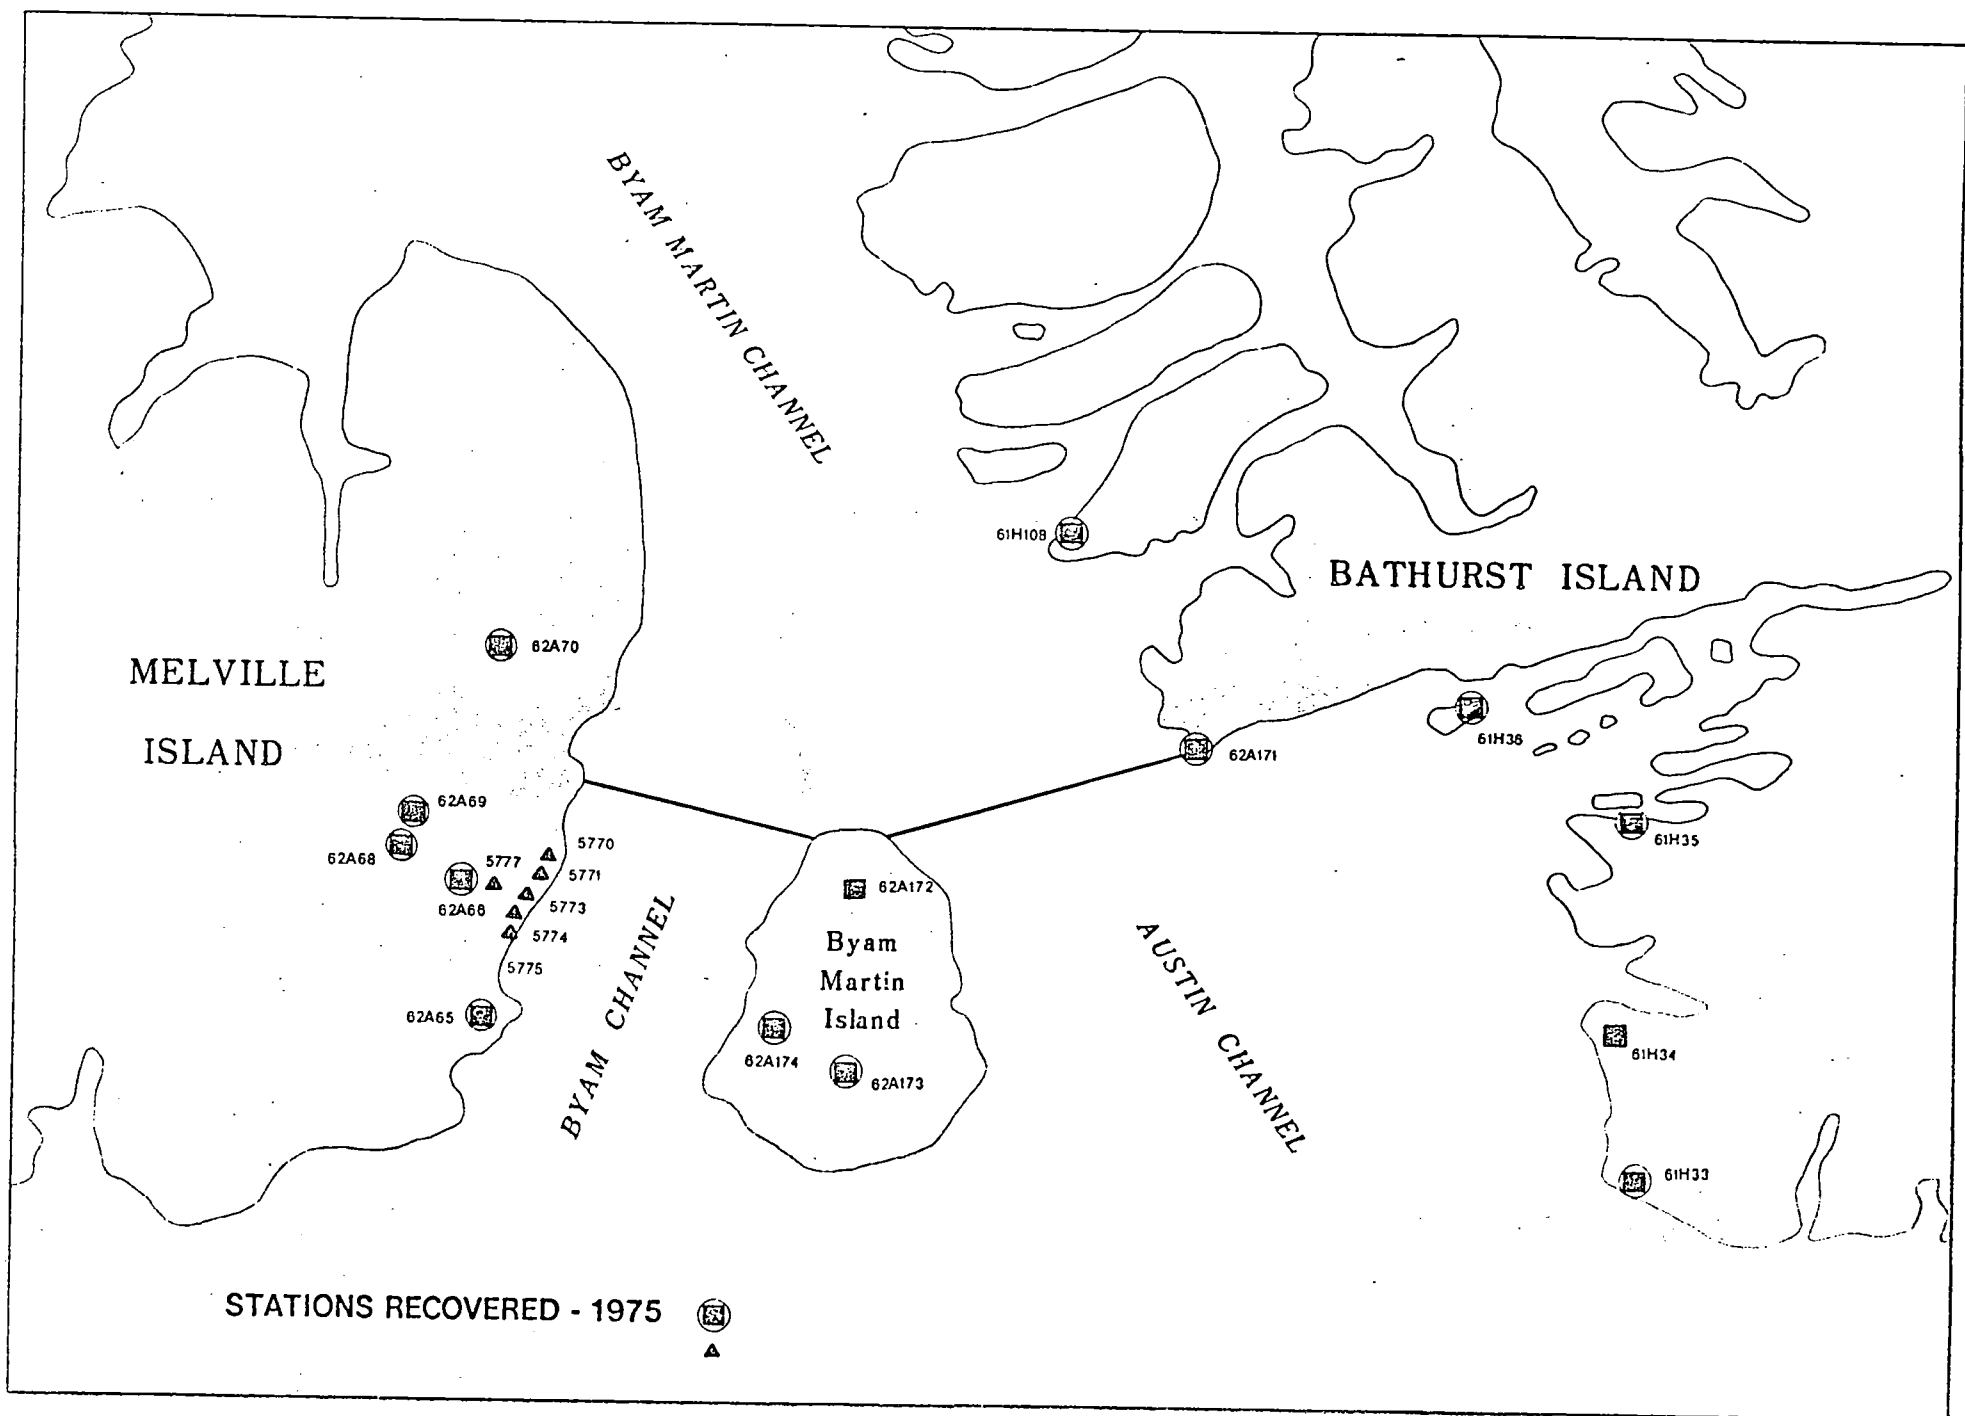 BYAM MARTIN CHANNEL
61H108
BATHURST ISLAND
62A70
MELVILLE
ISLAND
61H36
62A171
62A69
61H35
5770
62A68
5777
5771
62A172
62A66
5773
5774
Byam
Martin
Island
5775
BYAM CHANNEL
AUSTIN CHANNEL
62A65
61H34
62A174
62A173
61H33
STATIONS RECOVERED - 1975